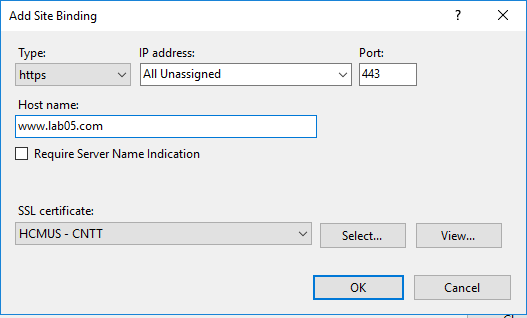 Add Site Binding ?
Type: IP address: Port:
https All Unassigned 443
Host name:
www.lab05.com
Require Server Name Indication
SSL certificate:
HCMUS - CNTT Select... View...
OK Cancel